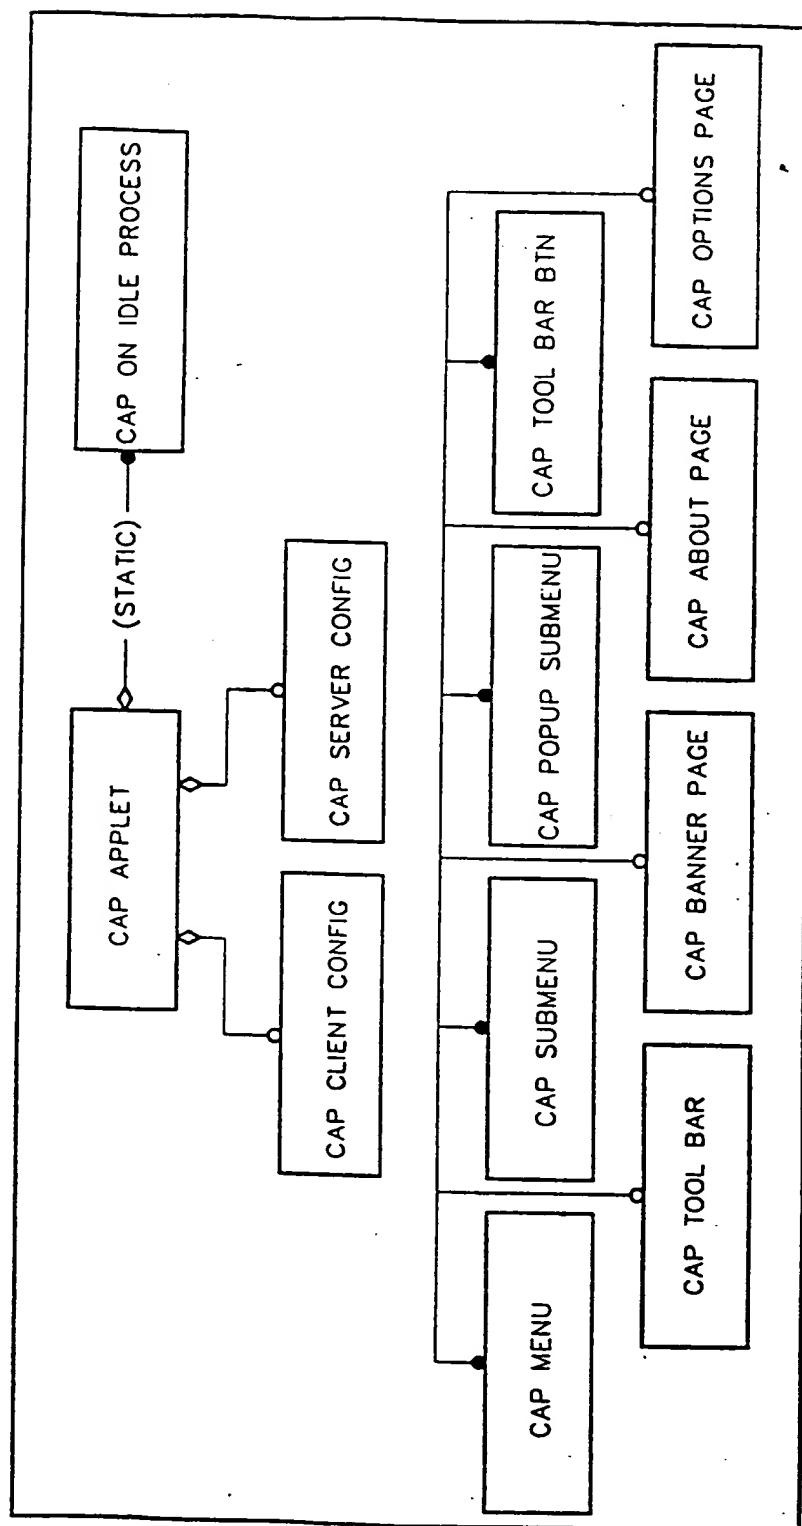 CAP APPLET
(STATIC)
CAP ON IDLE PROCESS
CAP CLIENT CONFIG
CAP SERVER CONFIG
CAP MENU
CAP SUBMENU
CAP POPUP SUBMENU
CAP TOOL BAR BTN
CAP TOOL BAR
CAP BANNER PAGE
CAP ABOUT PAGE
CAP OPTIONS PAGE